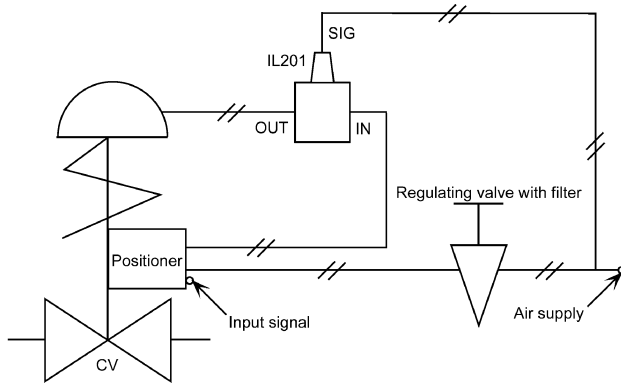 SIG
IL201
OUT
IN
Regulating valve with filter
Positioner
Input signal
Air supply
CV